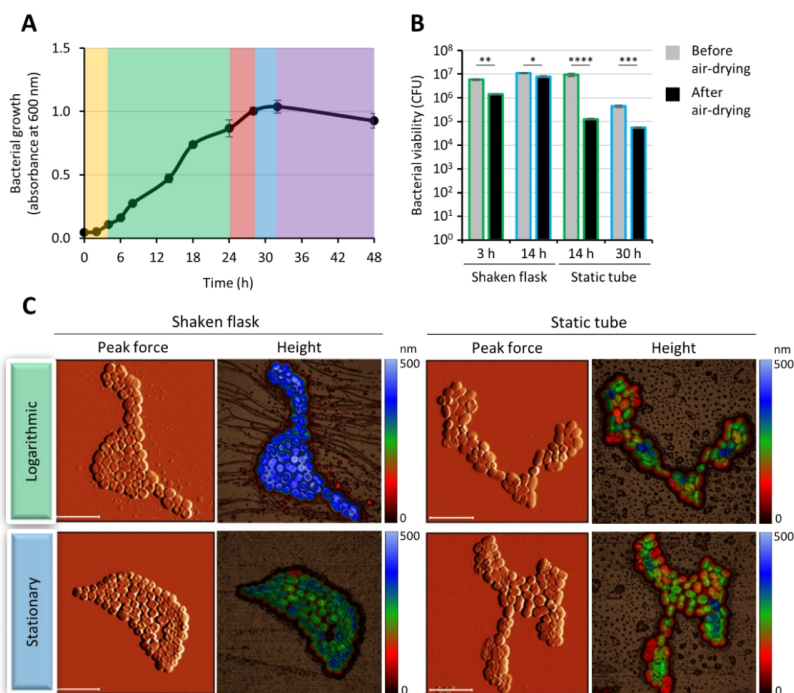 A
Bacterial growth
(absorbance at 600 nm)
1.5
1.0
0.5
0.0
0 6 12 18 24 30 36 42 48
Time (h)
B
Bacterial viability (CFU)
10⁸
10⁷
10⁶
10⁵
10⁴
10³
10²
10¹
10⁰
** * **** ***
3 h 14 h 14 h 30 h
Shaken flask Static tube
Before
air-drying
After
air-drying
C
Shaken flask Static tube
Peak force Height nm Peak force Height nm
Logarithmic
500
0
500
0
Stationary
500
0
500
0